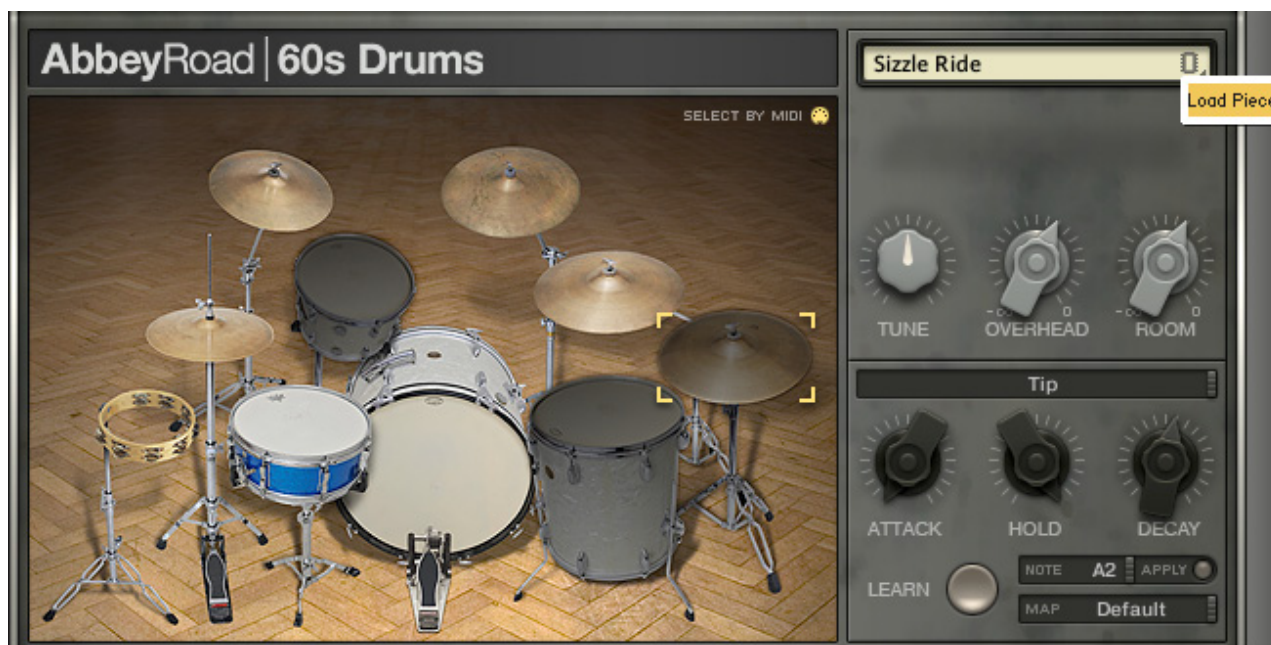 AbbeyRoad | 60s Drums
Sizzle Ride
Load Piece
SELECT BY MIDI
TUNE
OVERHEAD
-∞ 0
ROOM
-∞ 0
Tip
ATTACK
HOLD
DECAY
LEARN
NOTE A2 APPLY
MAP Default